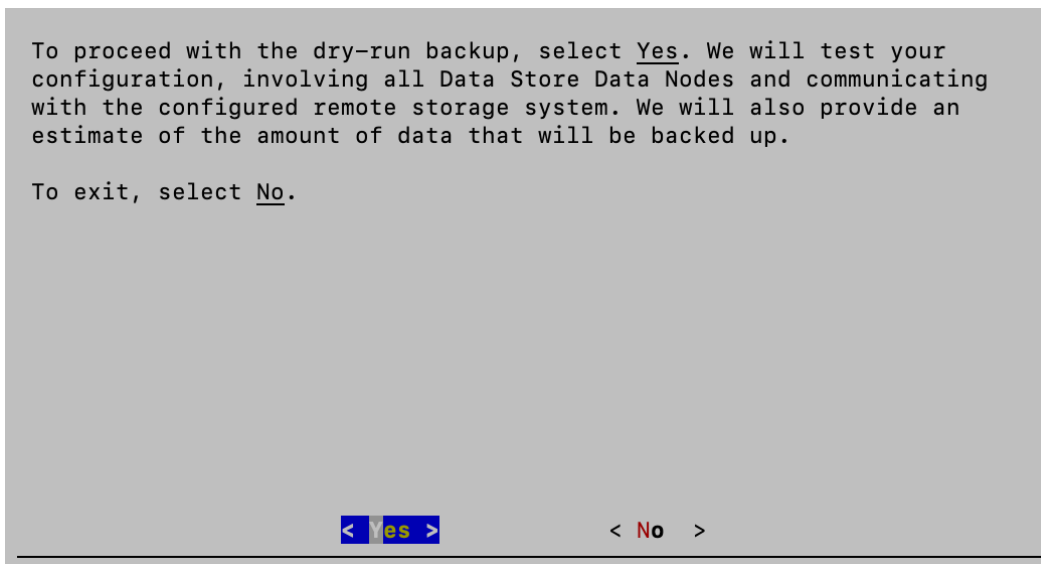 To proceed with the dry-run backup, select Yes. We will test your
configuration, involving all Data Store Data Nodes and communicating
with the configured remote storage system. We will also provide an
estimate of the amount of data that will be backed up.
To exit, select No.
< Yes > < No >